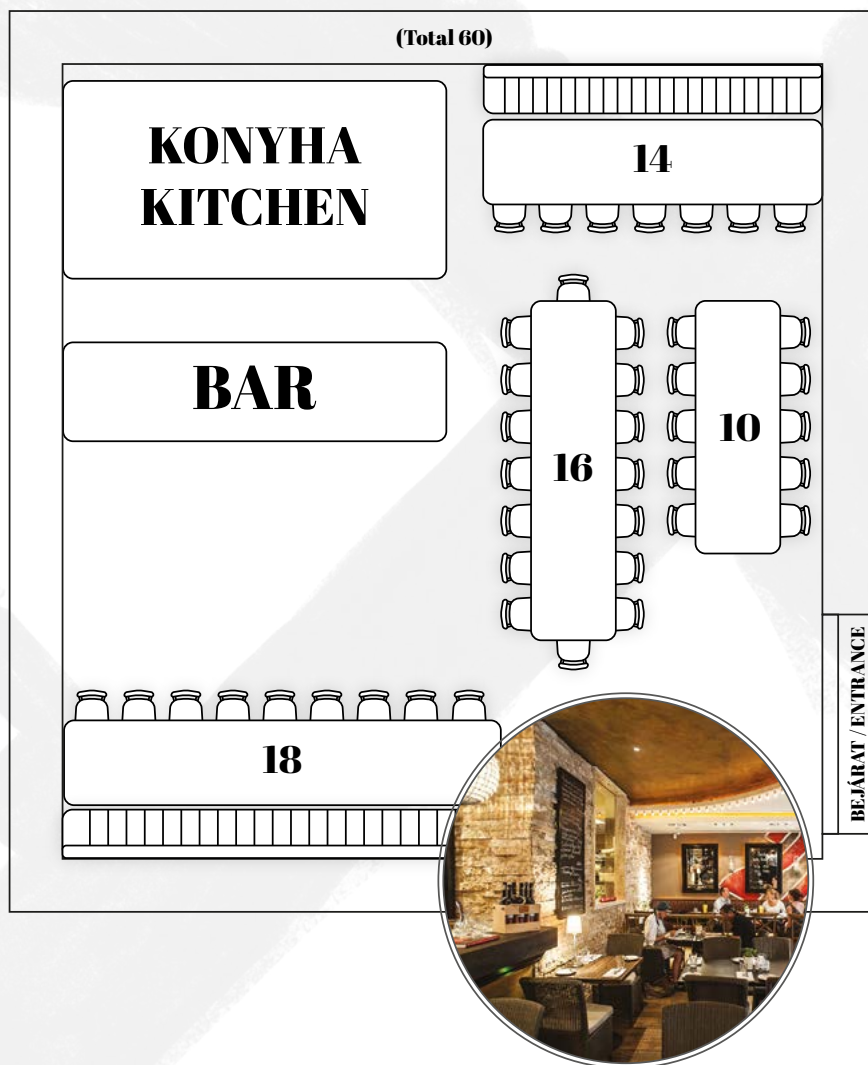 (Total 60)
KONYHA
KITCHEN
14
BAR
10
16
18
BEJÁRAT / ENTRANCE